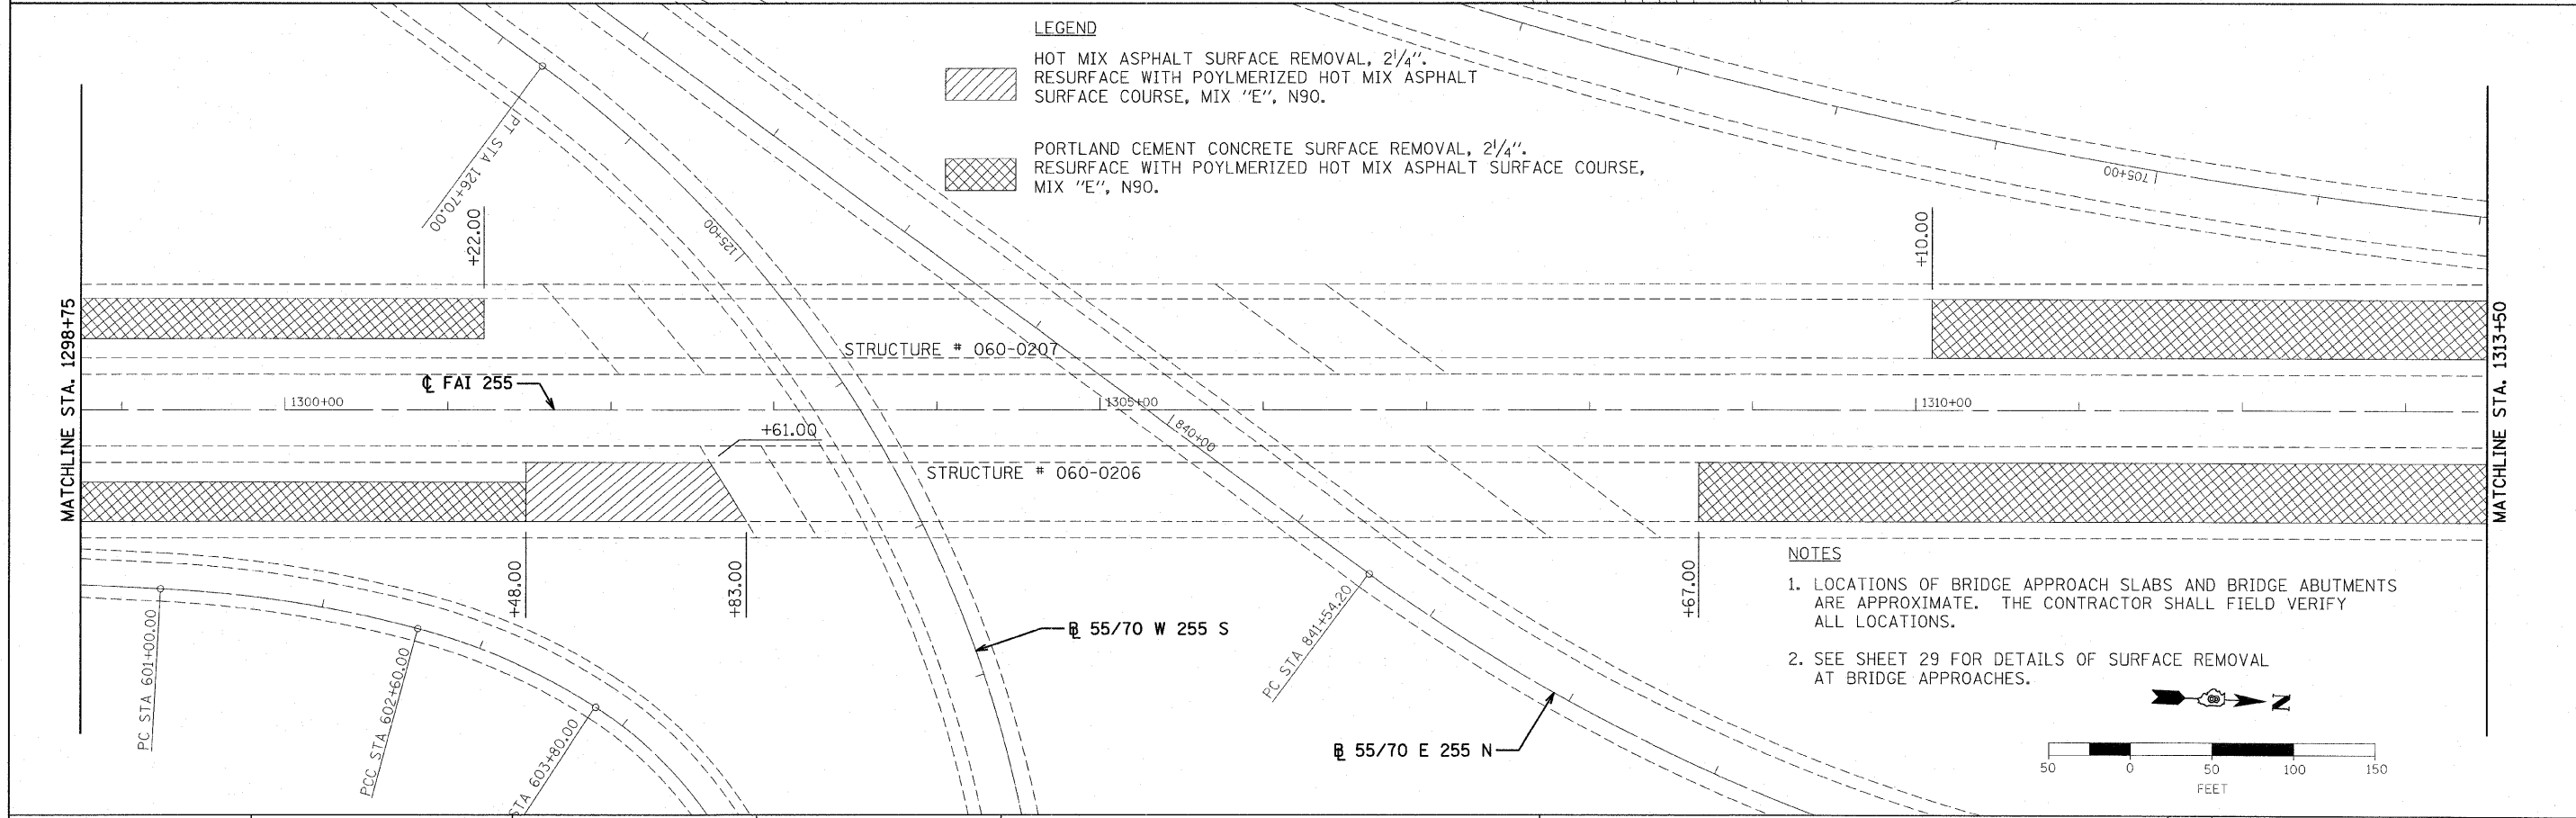 LEGEND
HOT MIX ASPHALT SURFACE REMOVAL, 2 1/4".
RESURFACE WITH POYLMERIZED HOT MIX ASPHALT
SURFACE COURSE, MIX "E", N90.
PORTLAND CEMENT CONCRETE SURFACE REMOVAL, 2 1/4".
RESURFACE WITH POYLMERIZED HOT MIX ASPHALT SURFACE COURSE,
MIX "E", N90.
PT STA 126+70.00
125+00
705+00
+22.00
+10.00
MATCHLINE STA. 1298+75
MATCHLINE STA. 1313+50
STRUCTURE # 060-0207
℄ FAI 255
1300+00
1305+00
1310+00
840+00
+61.00
STRUCTURE # 060-0206
+48.00
+83.00
+67.00
PC STA 601+00.00
PCC STA 602+60.00
STA 603+80.00
PC STA 841+54.20
BL 55/70 W 255 S
BL 55/70 E 255 N
NOTES
1. LOCATIONS OF BRIDGE APPROACH SLABS AND BRIDGE ABUTMENTS
ARE APPROXIMATE. THE CONTRACTOR SHALL FIELD VERIFY
ALL LOCATIONS.
2. SEE SHEET 29 FOR DETAILS OF SURFACE REMOVAL
AT BRIDGE APPROACHES.
N
50 0 50 100 150
FEET